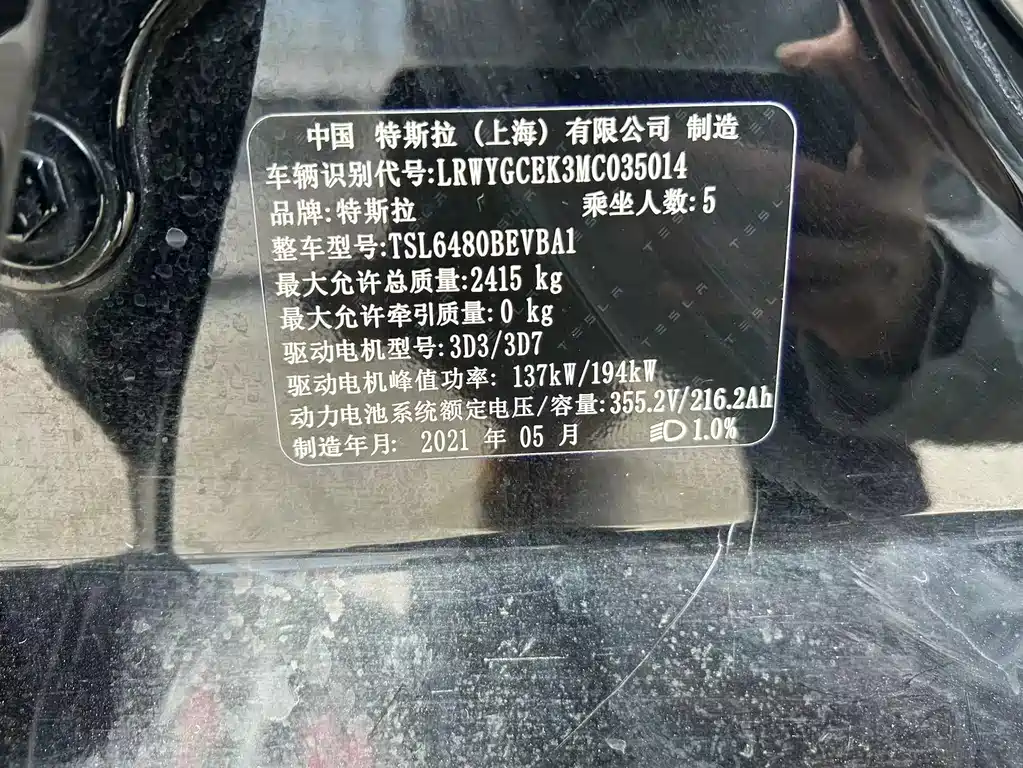 中国 特斯拉 (上海) 有限公司 制造
车辆识别代号:LRWYGCEK3MC035014
品牌:特斯拉 乘坐人数:5
整车型号:TSL6480BEVBA1
最大允许总质量:2415 kg
最大允许牵引质量:0 kg
驱动电机型号:3D3/3D7
驱动电机峰值功率: 137kW/194kW
动力电池系统额定电压/容量:355.2V/216.2Ah
制造年月: 2021 年 05 月 1.0%
TESLA